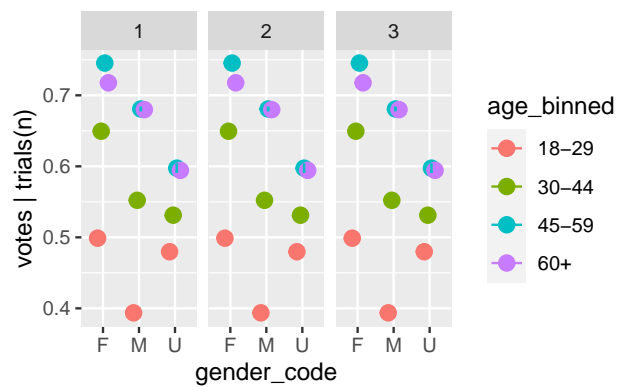 1 2 3
votes | trials(n)
0.7
0.6
0.5
0.4
F M U F M U F M U
gender_code
age_binned
18−29
30−44
45−59
60+